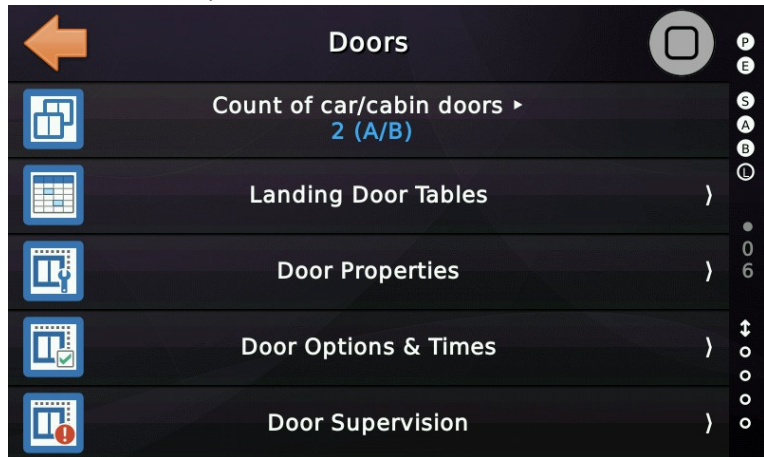 Doors
Count of car/cabin doors ▸
2 (A/B)
Landing Door Tables
Door Properties
Door Options & Times
Door Supervision
P
E
S
A
B
L
0
6